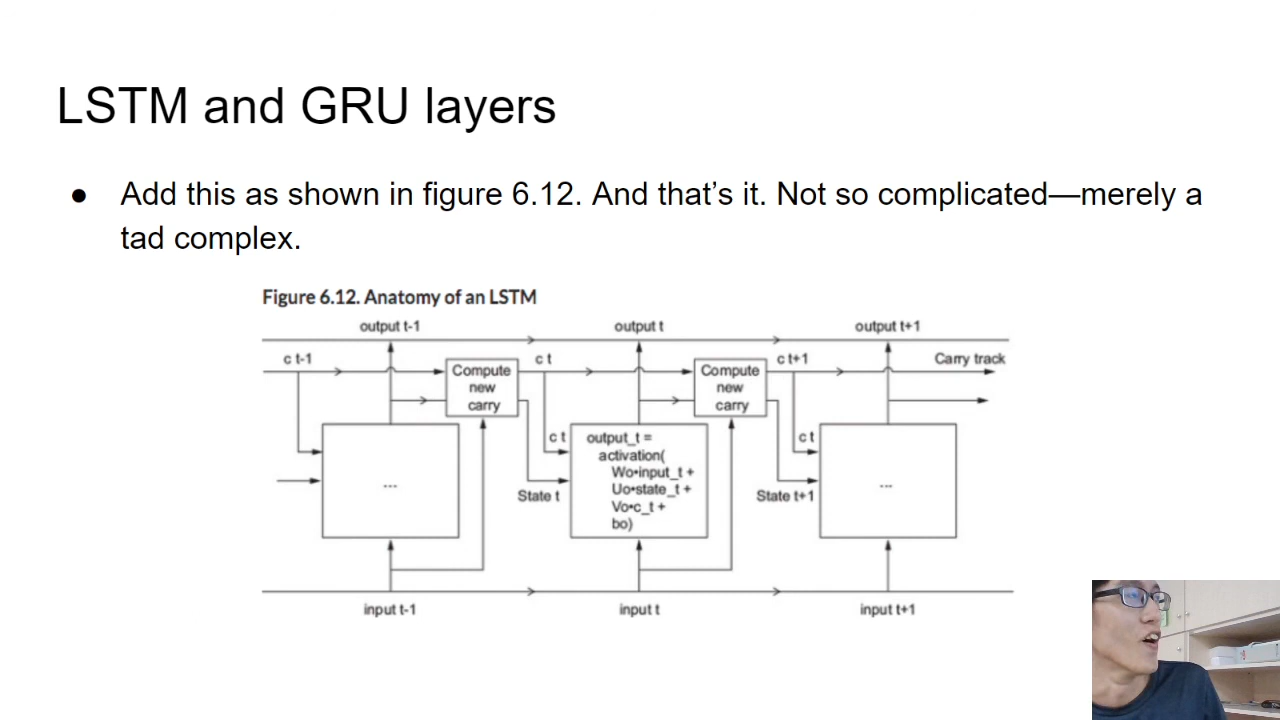 LSTM and GRU layers
● Add this as shown in figure 6.12. And that’s it. Not so complicated—merely a
tad complex.
Figure 6.12. Anatomy of an LSTM
output t-1 output t output t+1
c t-1 c t c t+1 Carry track
Compute
new
carry
Compute
new
carry
...
c t
output_t =
activation(
Wo•input_t +
Uo•state_t +
Vo•c_t +
bo)
c t
...
State t State t+1
input t-1 input t input t+1